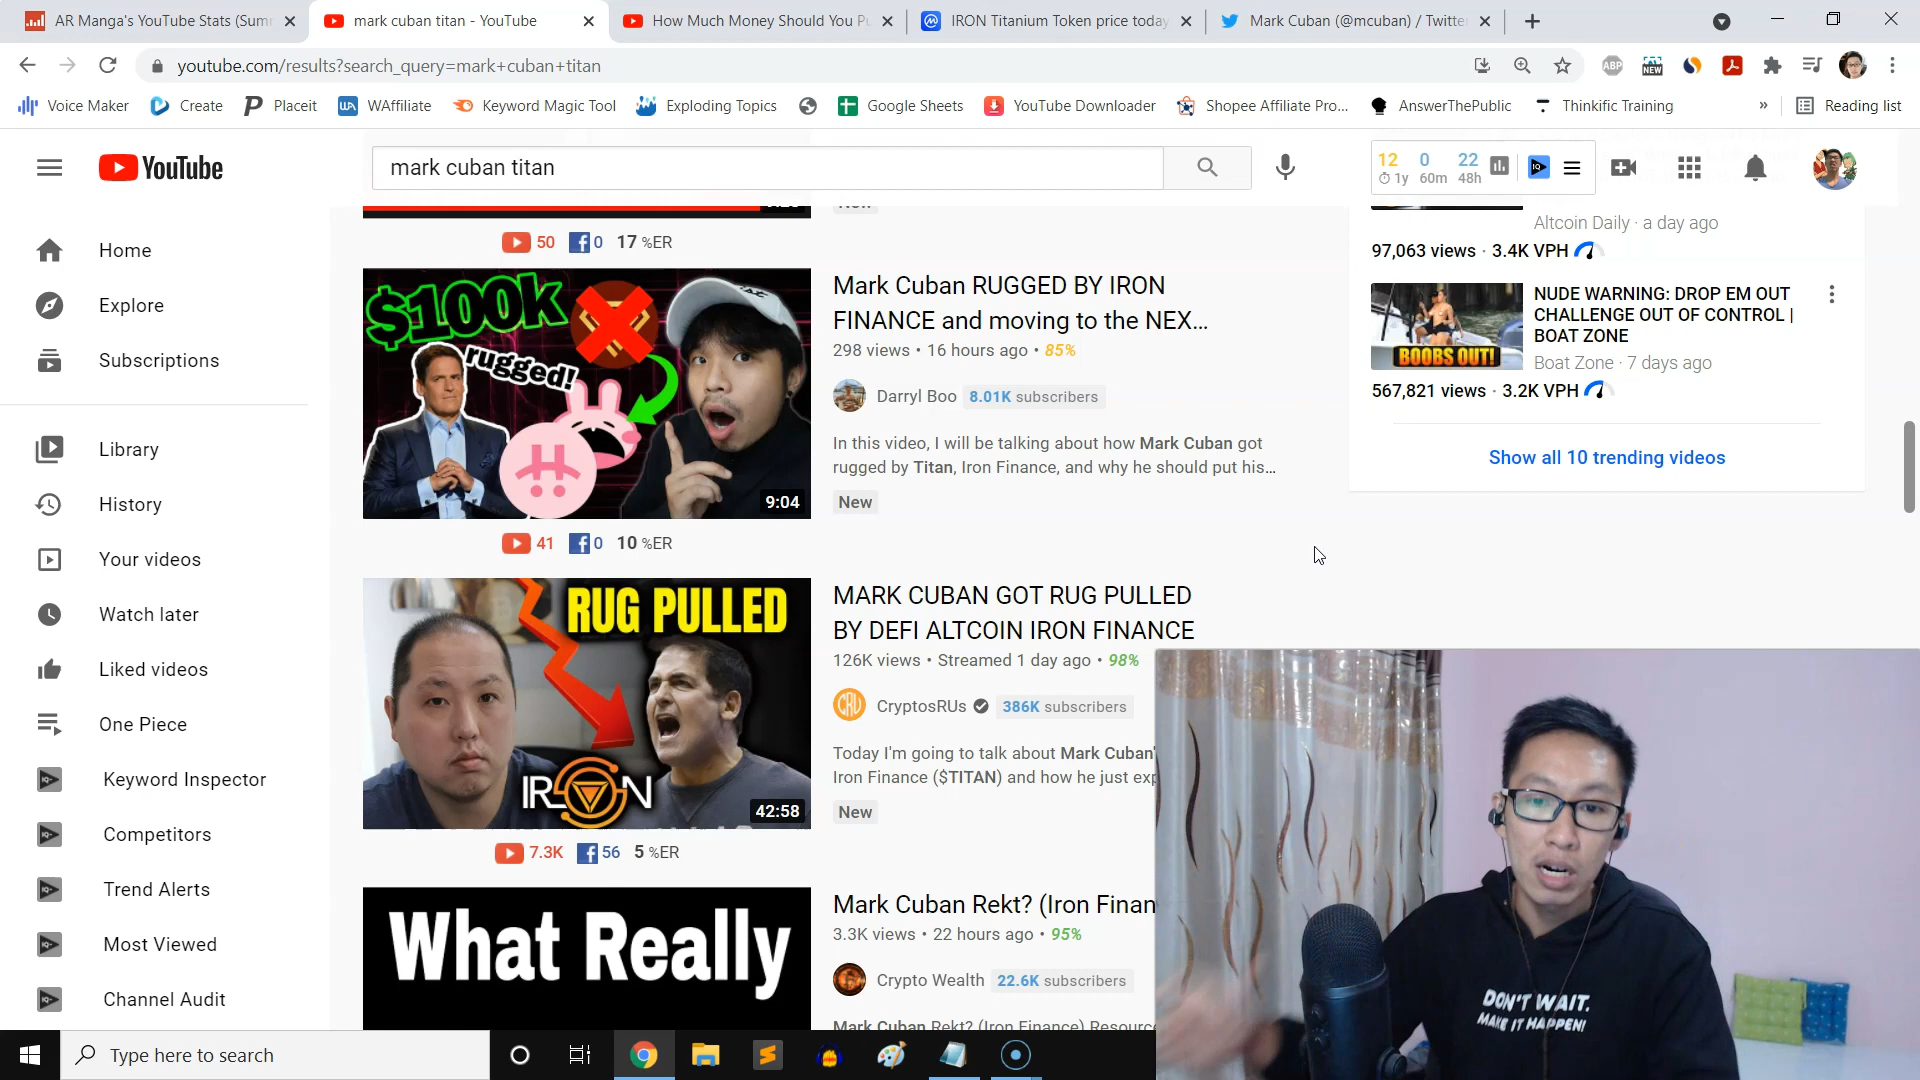 AR Manga's YouTube Stats (Sum
mark cuban titan - YouTube
How Much Money Should You P
IRON Titanium Token price today
Mark Cuban (@mcuban) / Twitte
youtube.com/results?search_query=mark+cuban+titan
ABP
NEW
Voice Maker
Create
Placeit
WAffiliate
Keyword Magic Tool
Exploding Topics
Google Sheets
YouTube Downloader
Shopee Affiliate Pro...
AnswerThePublic
Thinkific Training
»
Reading list
YouTube
mark cuban titan
12 0 22
1y 60m 48h
Home
Explore
Subscriptions
Library
History
Your videos
Watch later
Liked videos
One Piece
Keyword Inspector
Competitors
Trend Alerts
Most Viewed
Channel Audit
50 0 17 %ER
$100k
rugged!
9:04
Mark Cuban RUGGED BY IRON
FINANCE and moving to the NEX...
298 views • 16 hours ago • 85%
Darryl Boo 8.01K subscribers
In this video, I will be talking about how Mark Cuban got
rugged by Titan, Iron Finance, and why he should put his...
New
41 0 10 %ER
RUG PULLED
IRON
42:58
MARK CUBAN GOT RUG PULLED
BY DEFI ALTCOIN IRON FINANCE
126K views • Streamed 1 day ago • 98%
CRU
CryptosRUs 386K subscribers
Today I'm going to talk about Mark Cuban'
Iron Finance ($TITAN) and how he just exp
New
7.3K 56 5 %ER
What Really
Mark Cuban Rekt? (Iron Finan
3.3K views • 22 hours ago • 95%
Crypto Wealth 22.6K subscribers
Mark Cuban Rekt? (Iron Finance) Resource
Altcoin Daily · a day ago
97,063 views · 3.4K VPH
BOOBS OUT!
NUDE WARNING: DROP EM OUT
CHALLENGE OUT OF CONTROL |
BOAT ZONE
Boat Zone · 7 days ago
567,821 views · 3.2K VPH
Show all 10 trending videos
DON'T WAIT.
MAKE IT HAPPEN!
Type here to search